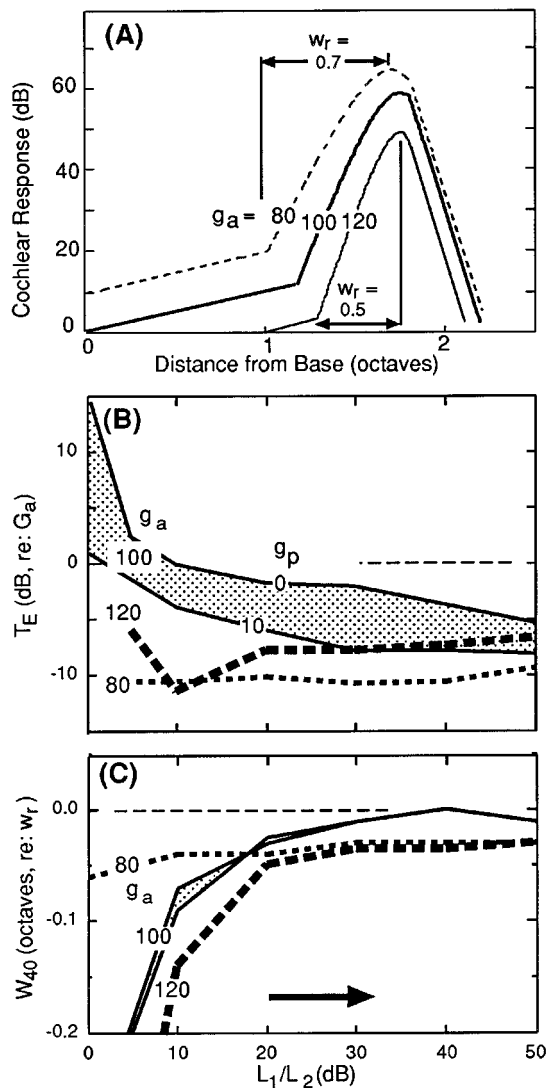 (A)
Cochlear Response (dB)
60
40
20
0
w_r =
0.7
g_a = 80 100 120
w_r =
0.5
0 1 2
Distance from Base (octaves)
(B)
T_E (dB, re: G_a)
10
0
-10
g_a
100
g_p
0
10
120
80
(C)
W_40 (octaves, re: w_r)
0.0
-0.1
-0.2
80
g_a
100
120
0 10 20 30 40 50
L_1/L_2 (dB)